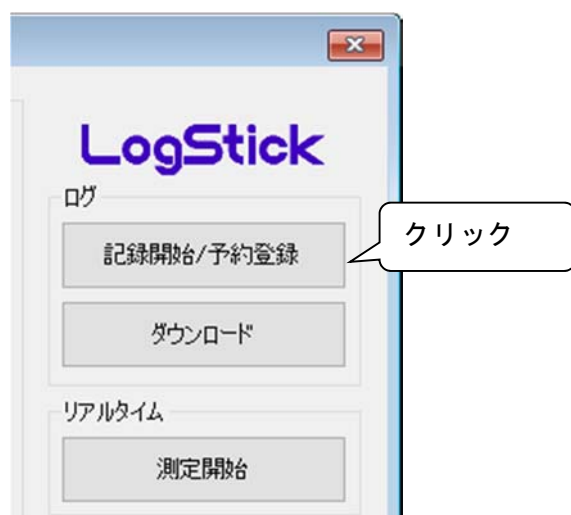 LogStick
ログ
記録開始/予約登録
クリック
ダウンロード
リアルタイム
測定開始